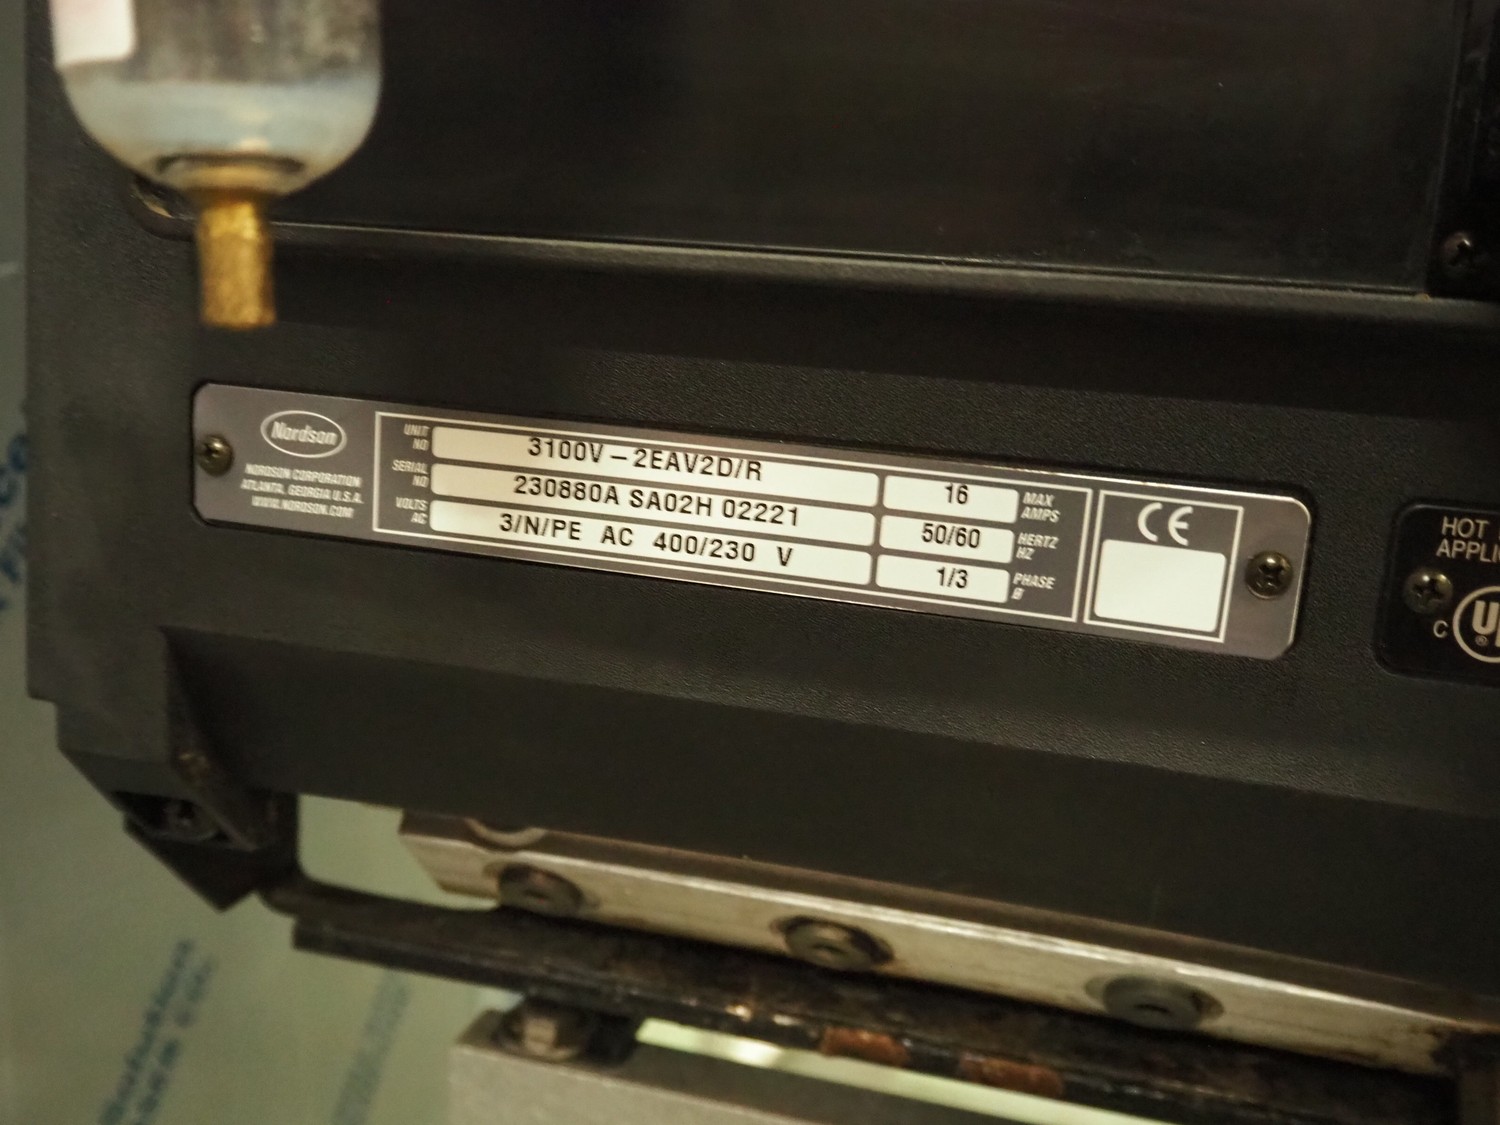 Nordson
NORDSON CORPORATION
ATLANTA, GEORGIA U.S.A.
WWW.NORDSON.COM
UNIT
NO
3100V-2EAV2D/R
SERIAL
NO
230880A SA02H 02221
VOLTS
AC
3/N/PE AC 400/230 V
16
MAX
AMPS
50/60
HERTZ
HZ
1/3
PHASE
Ø
CE
HOT
APPLI
C
U